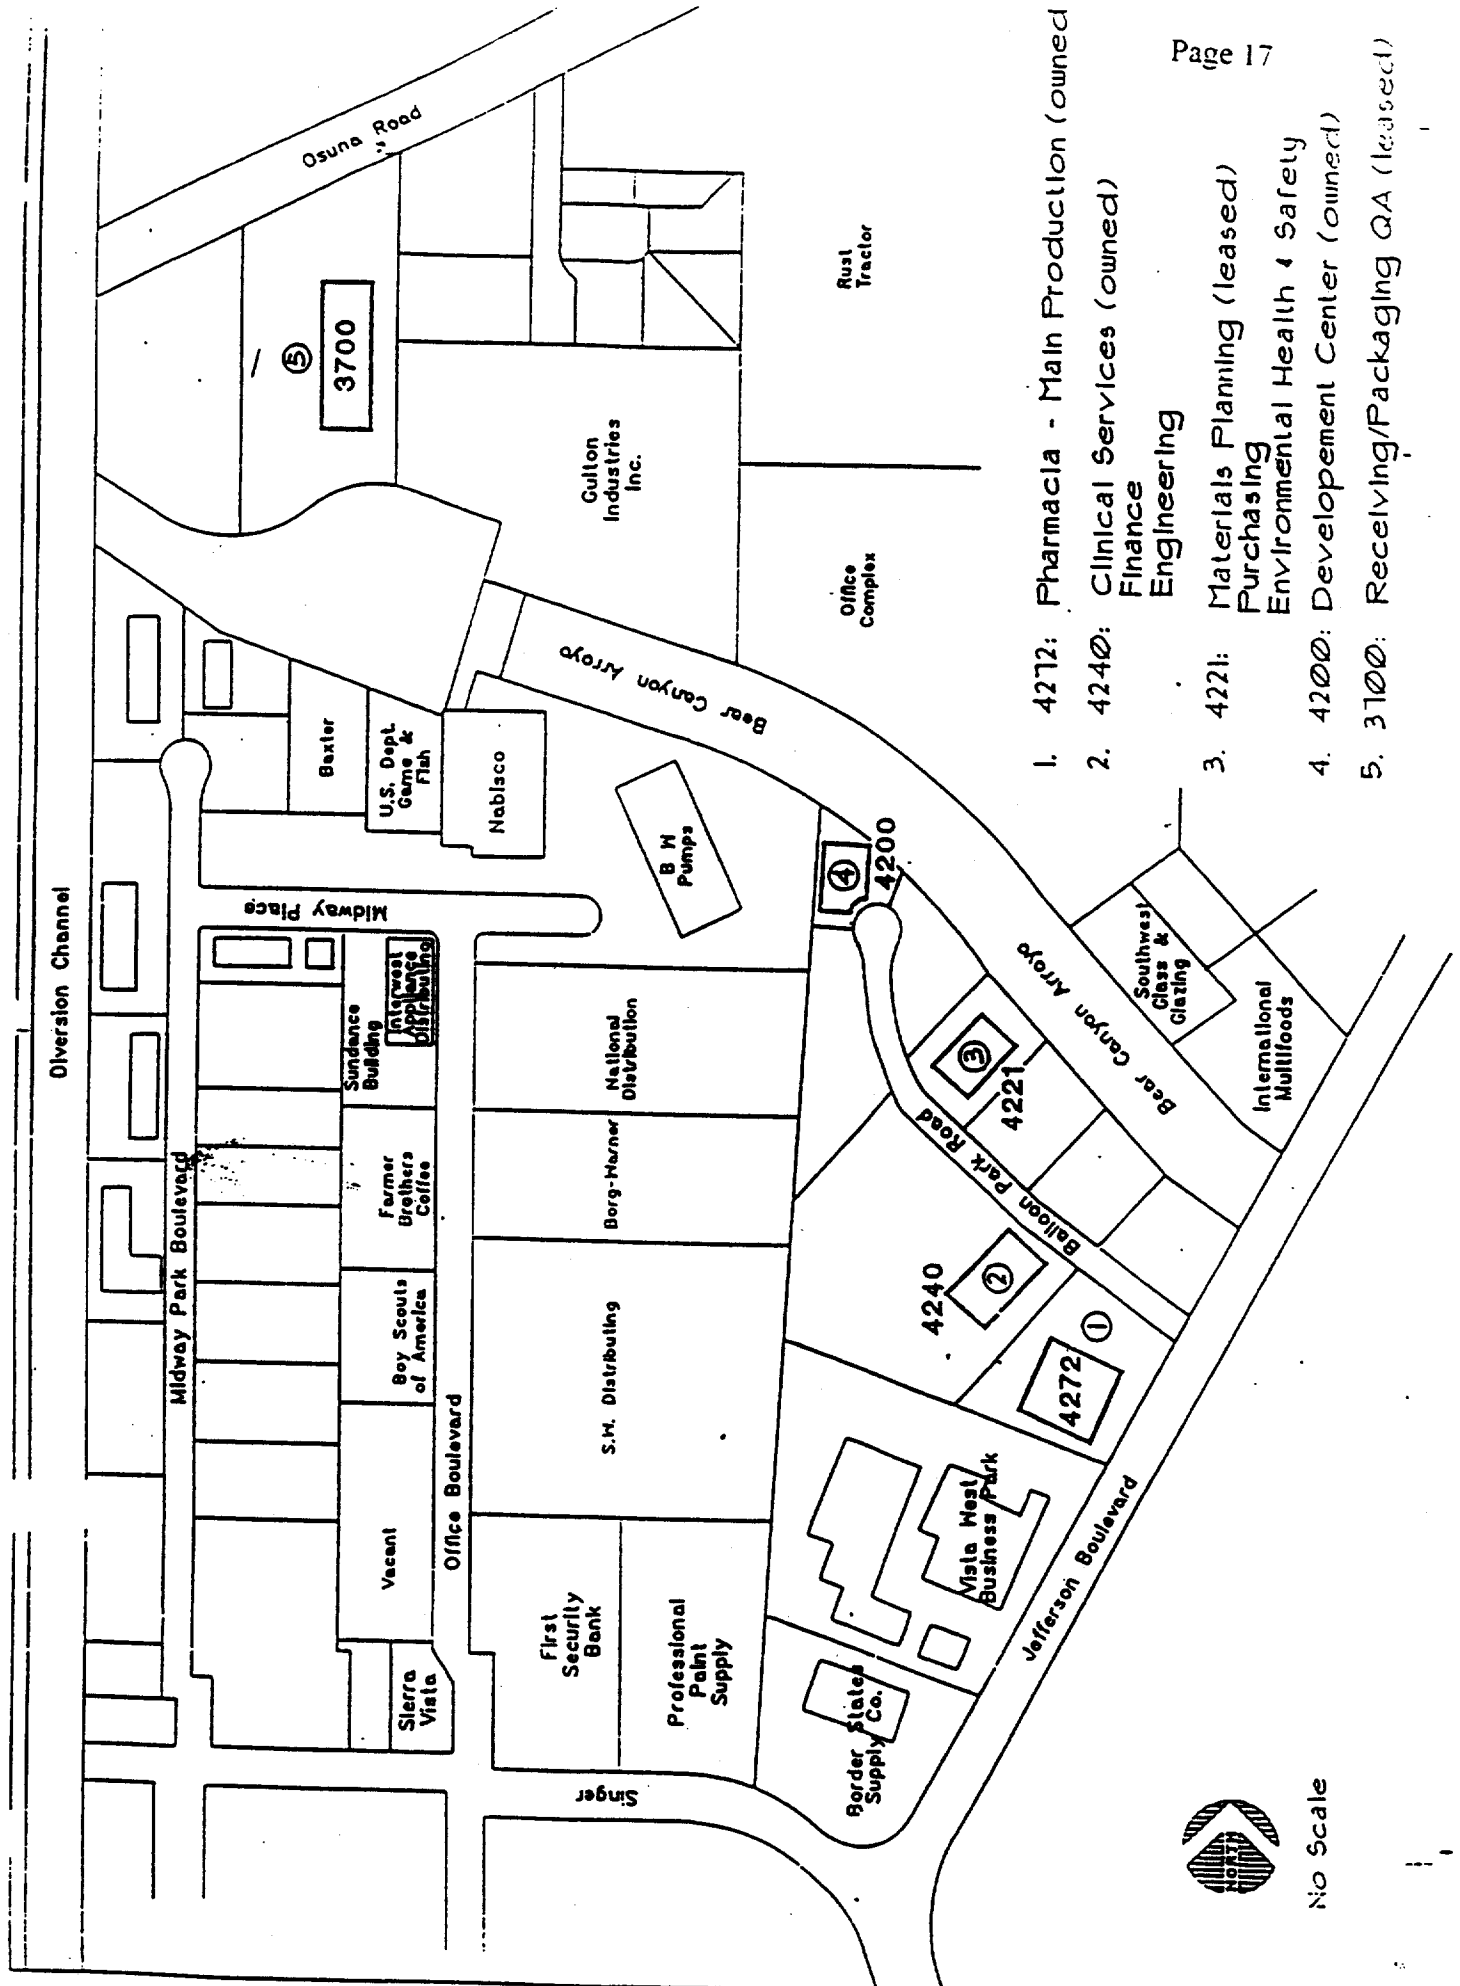 Page 17
Diversion Channel
Osuna Road
Midway Park Boulevard
Midway Place
Baxter
U.S. Dept.
Game &
Fish
Nabisco
⑤
3700
Gulton
Industries
Inc.
Rust
Tractor
Office
Complex
Bear Canyon Arroyo
B W
Pumps
Sundance
Building
Interwest
Appliance
Distributing
Farmer
Brothers
Coffee
Boy Scouts
of America
Vacant
Sierra
Vista
Office Boulevard
National
Distribution
Borg-Warner
S.W. Distributing
First
Security
Bank
Professional
Paint
Supply
Singer
④
4200
③
4221
Balloon Park Road
4240
②
4272
①
Bear Canyon Arroyo
Southwest
Glass &
Glazing
International
Multifoods
Vista West
Business Park
Border States
Supply Co.
Jefferson Boulevard
1. 4272: Pharmacia - Main Production (owned
2. 4240: Clinical Services (owned)
Finance
Engineering
3. 4221: Materials Planning (leased)
Purchasing
Environmental Health & Safety
4. 4200: Developement Center (owned)
5. 3700: Receiving/Packaging QA (leased)
NORTH
No Scale